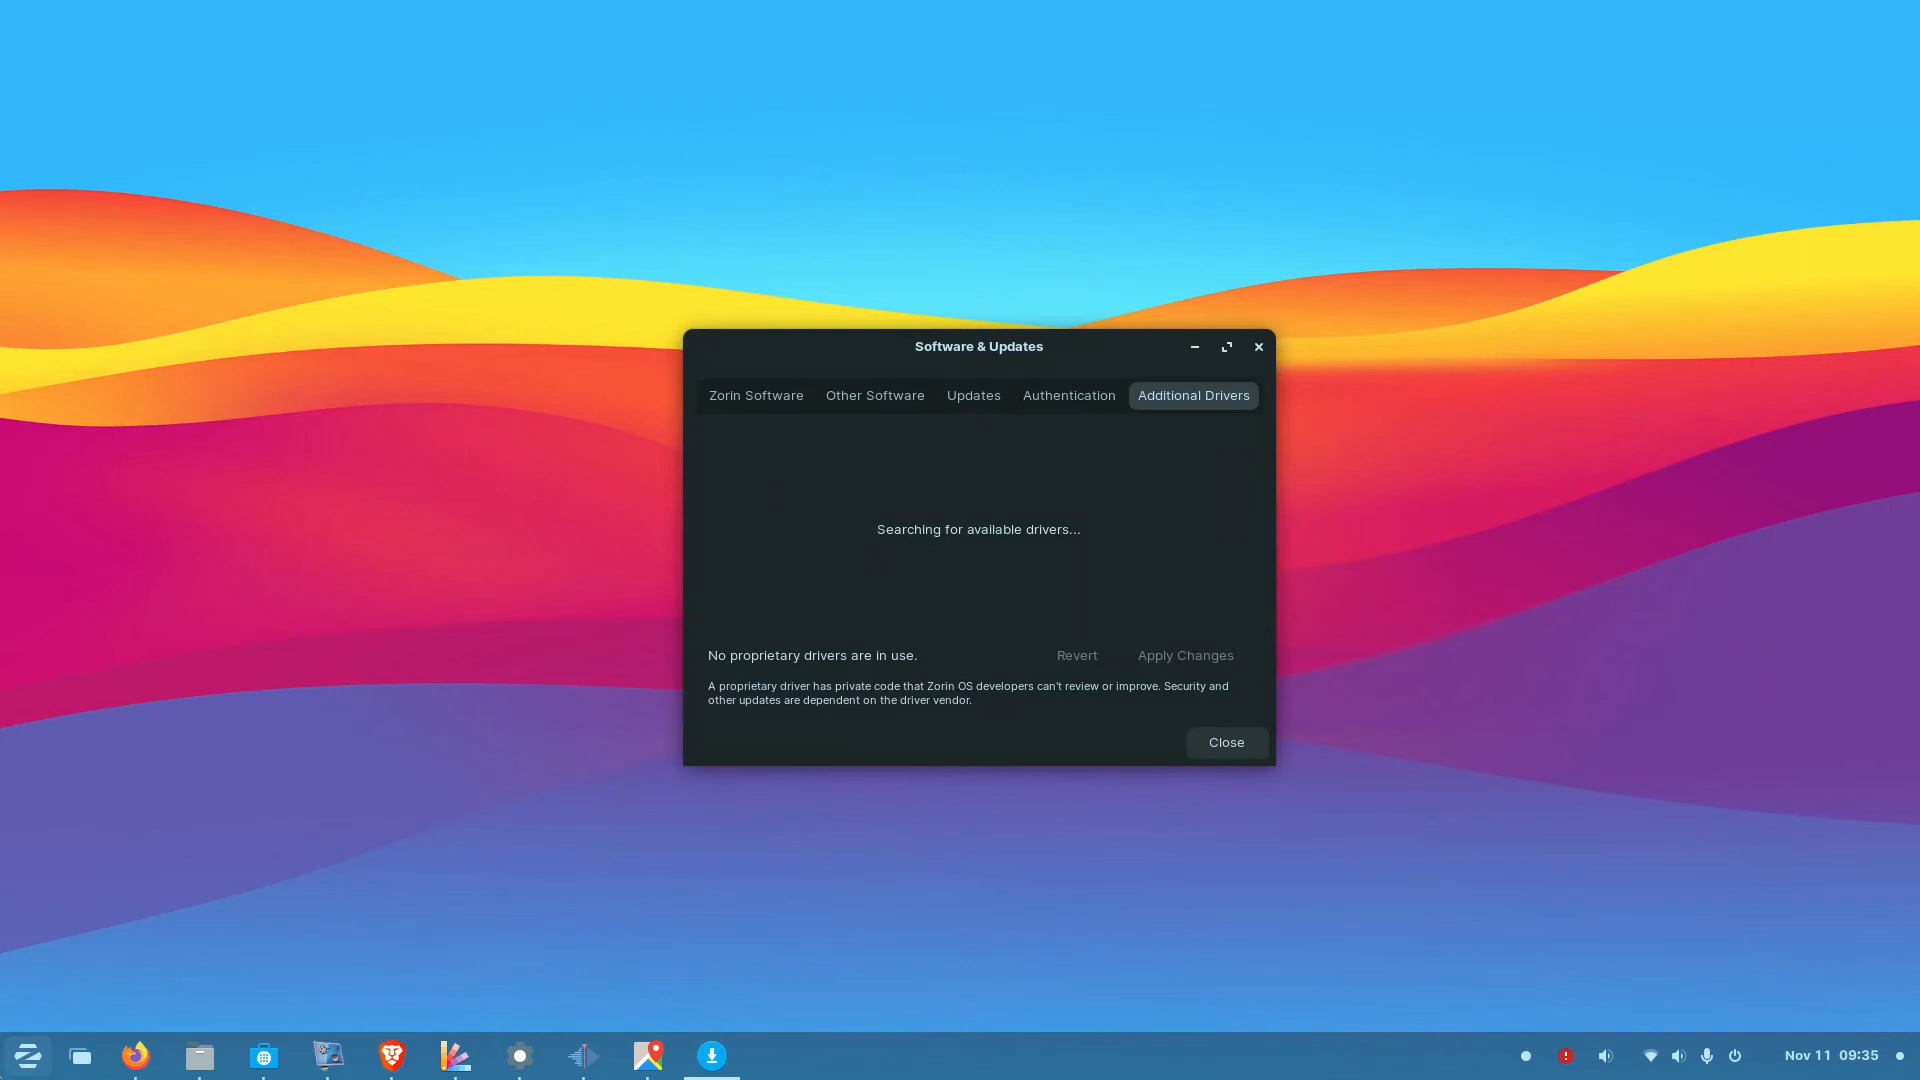 Software & Updates
Zorin Software Other Software Updates Authentication Additional Drivers
Searching for available drivers...
No proprietary drivers are in use. Revert Apply Changes
A proprietary driver has private code that Zorin OS developers can't review or improve. Security and
other updates are dependent on the driver vendor.
Close
Nov 11 09:35